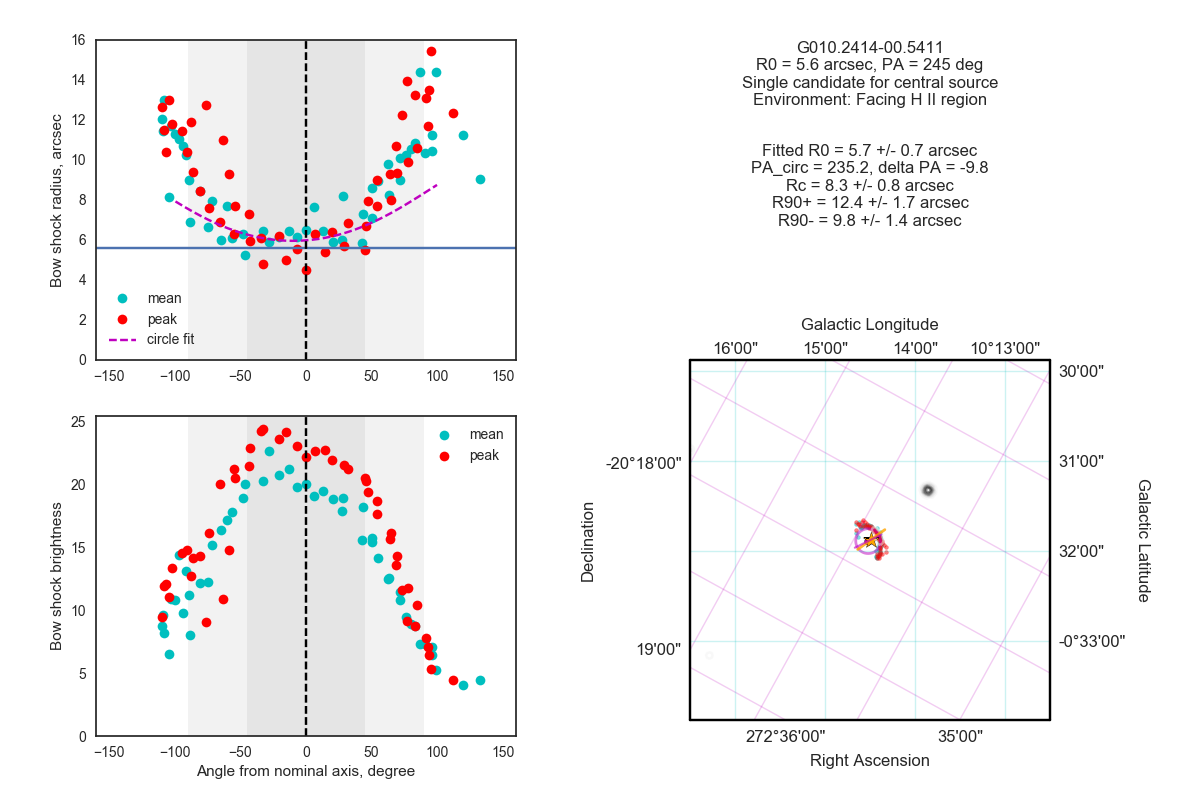 16
14
12
10
8
6
4
2
0
Bow shock radius, arcsec
mean
peak
circle fit
−150 −100 −50 0 50 100 150
25
20
15
10
5
0
Bow shock brightness
mean
peak
−150 −100 −50 0 50 100 150
Angle from nominal axis, degree
G010.2414-00.5411
R0 = 5.6 arcsec, PA = 245 deg
Single candidate for central source
Environment: Facing H II region
Fitted R0 = 5.7 +/- 0.7 arcsec
PA_circ = 235.2, delta PA = -9.8
Rc = 8.3 +/- 0.8 arcsec
R90+ = 12.4 +/- 1.7 arcsec
R90- = 9.8 +/- 1.4 arcsec
Galactic Longitude
16'00" 15'00" 14'00" 10°13'00"
30'00"
31'00"
32'00"
-0°33'00"
Galactic Latitude
-20°18'00"
19'00"
Declination
272°36'00" 35'00"
Right Ascension